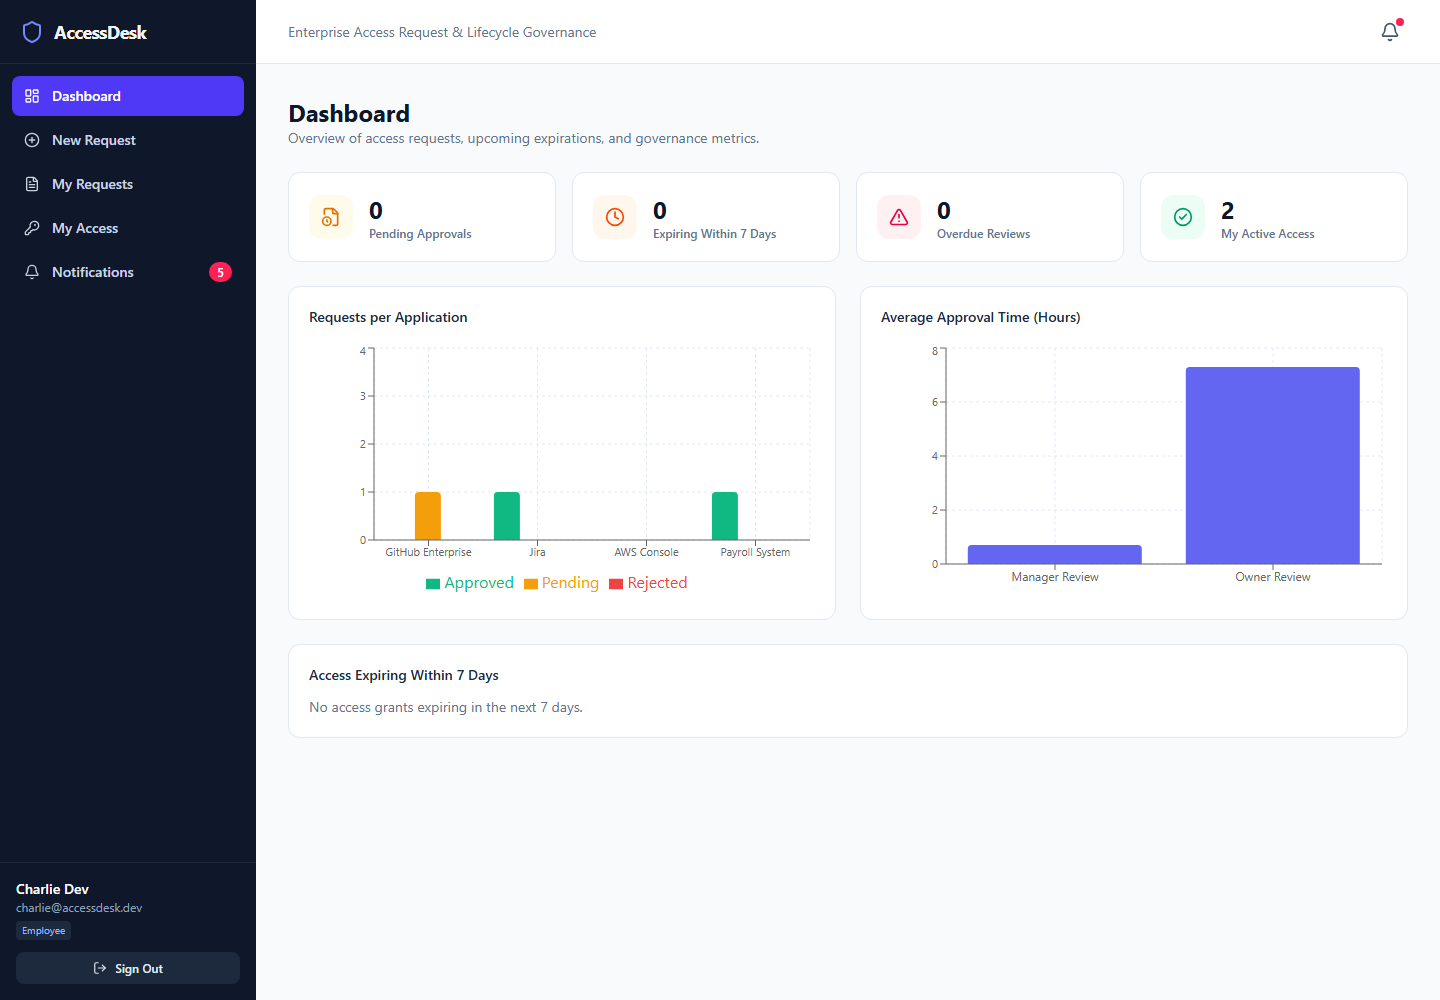 AccessDesk
Dashboard
New Request
My Requests
My Access
Notifications 5
Charlie Dev
charlie@accessdesk.dev
Employee
Sign Out
Enterprise Access Request & Lifecycle Governance
Dashboard
Overview of access requests, upcoming expirations, and governance metrics.
0
Pending Approvals
0
Expiring Within 7 Days
0
Overdue Reviews
2
My Active Access
Requests per Application
4
3
2
1
0
GitHub Enterprise Jira AWS Console Payroll System
Approved Pending Rejected
Average Approval Time (Hours)
8
6
4
2
0
Manager Review Owner Review
Access Expiring Within 7 Days
No access grants expiring in the next 7 days.